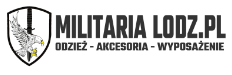 MILITARIA LODZ.PL
ODZIEŻ - AKCESORIA - WYPOSAŻENIE